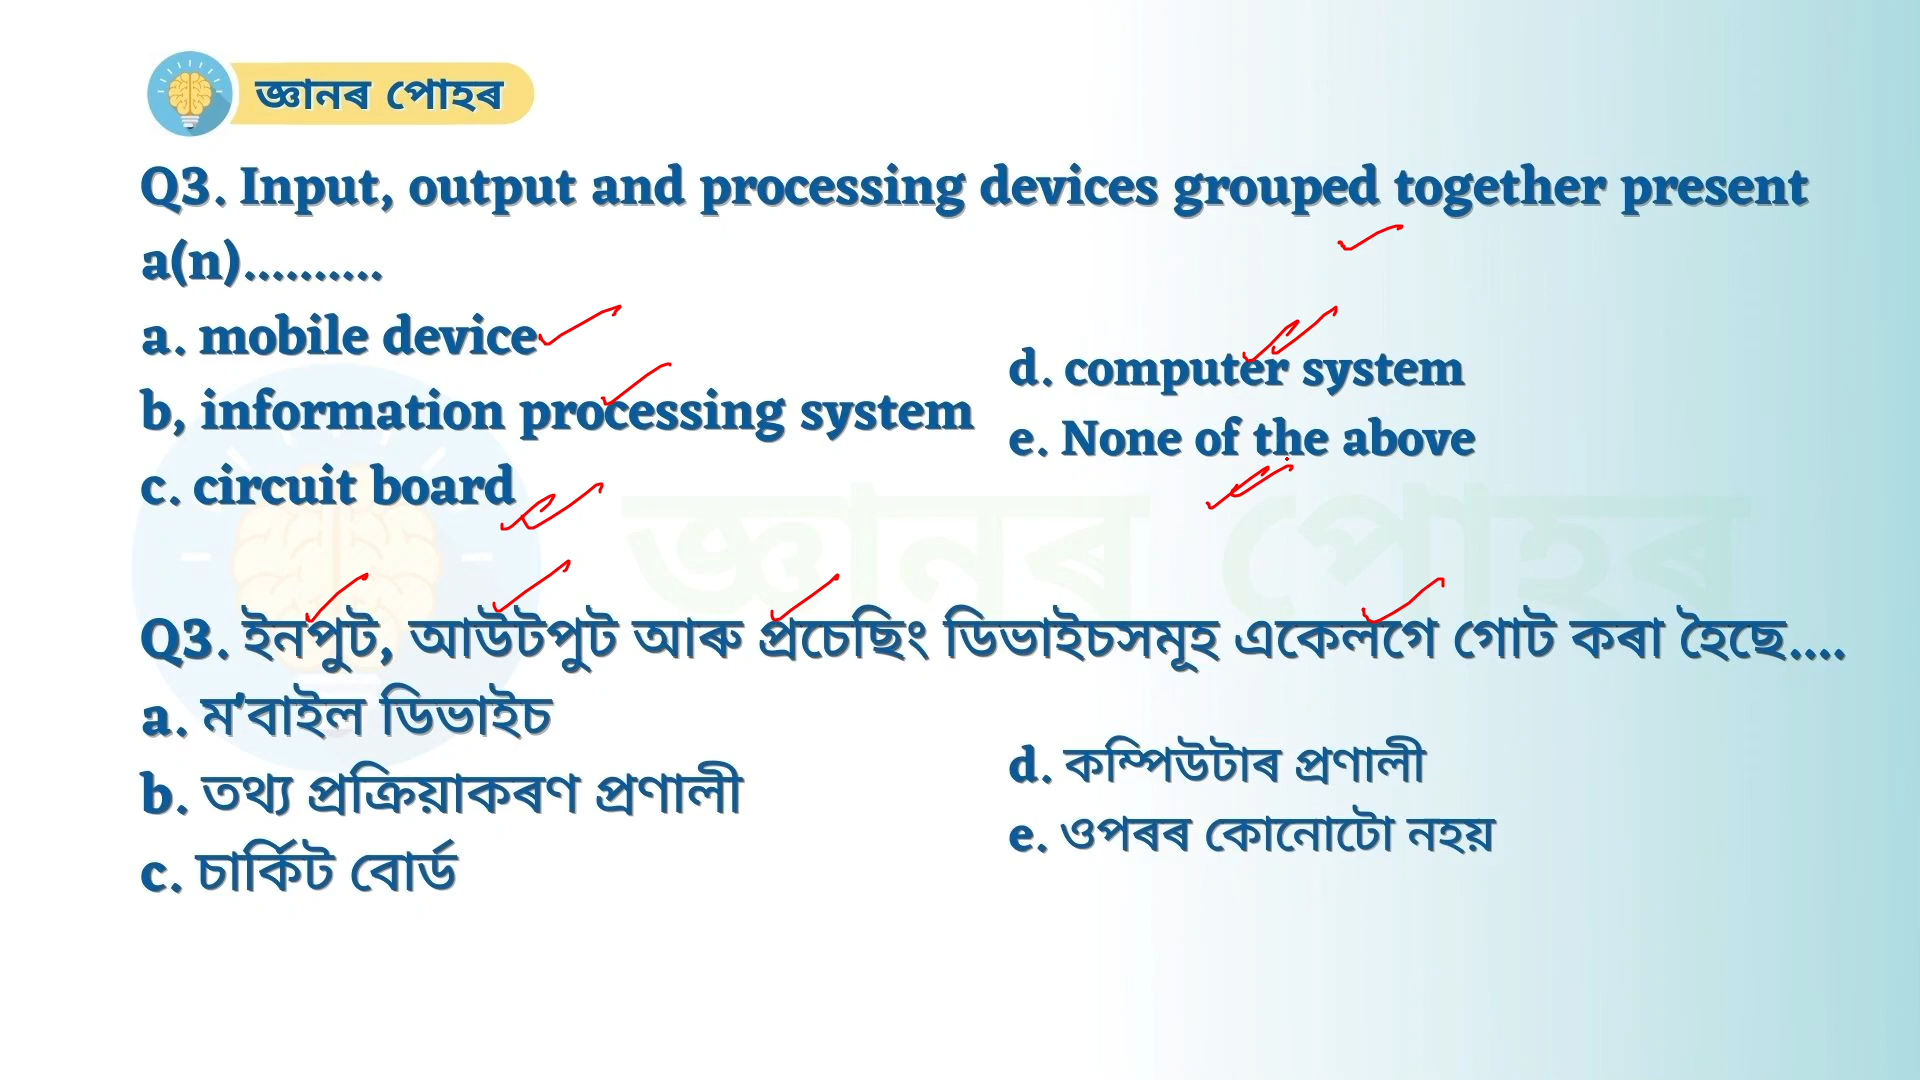 জ্ঞানৰ পোহৰ
Q3. Input, output and processing devices grouped together present
a(n)..........
a. mobile device
b, information processing system
c. circuit board
d. computer system
e. None of the above
জ্ঞানৰ পোহৰ
Q3. ইনপুট, আউটপুট আৰু প্ৰচেছিং ডিভাইচসমূহ একেলগে গোট কৰা হৈছে....
a. ম'বাইল ডিভাইচ
b. তথ্য প্ৰক্ৰিয়াকৰণ প্ৰণালী
c. চাৰ্কিট বোৰ্ড
d. কম্পিউটাৰ প্ৰণালী
e. ওপৰৰ কোনোটো নহয়